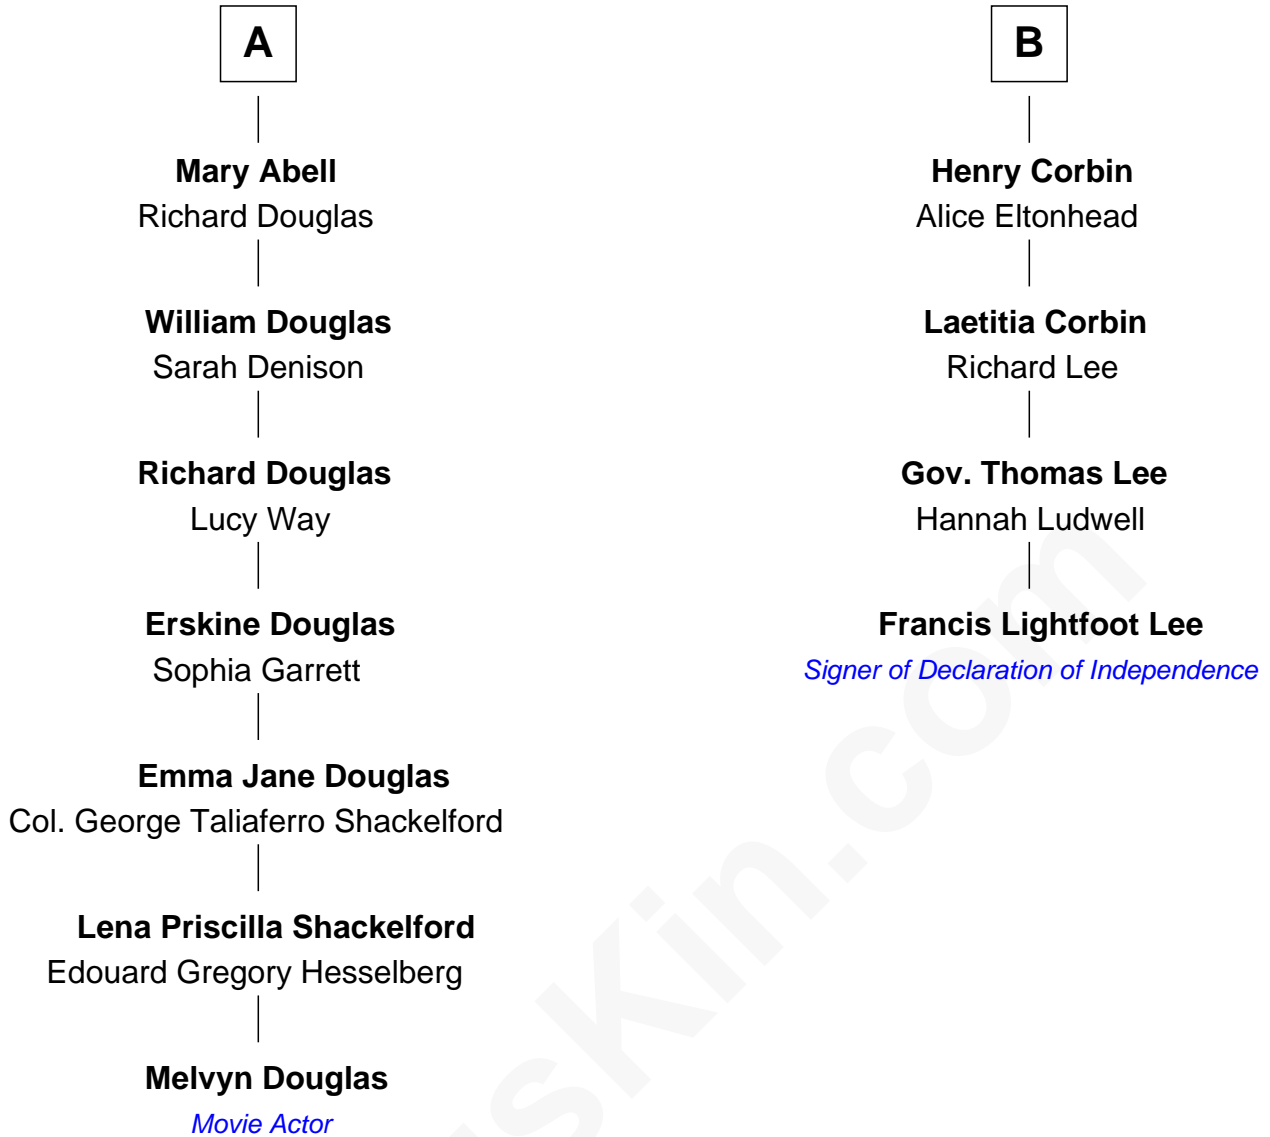 A
Mary Abell
Richard Douglas
William Douglas
Sarah Denison
Richard Douglas
Lucy Way
Erskine Douglas
Sophia Garrett
Emma Jane Douglas
Col. George Taliaferro Shackelford
Lena Priscilla Shackelford
Edouard Gregory Hesselberg
Melvyn Douglas
Movie Actor
B
Henry Corbin
Alice Eltonhead
Laetitia Corbin
Richard Lee
Gov. Thomas Lee
Hannah Ludwell
Francis Lightfoot Lee
Signer of Declaration of Independence
sKin.com